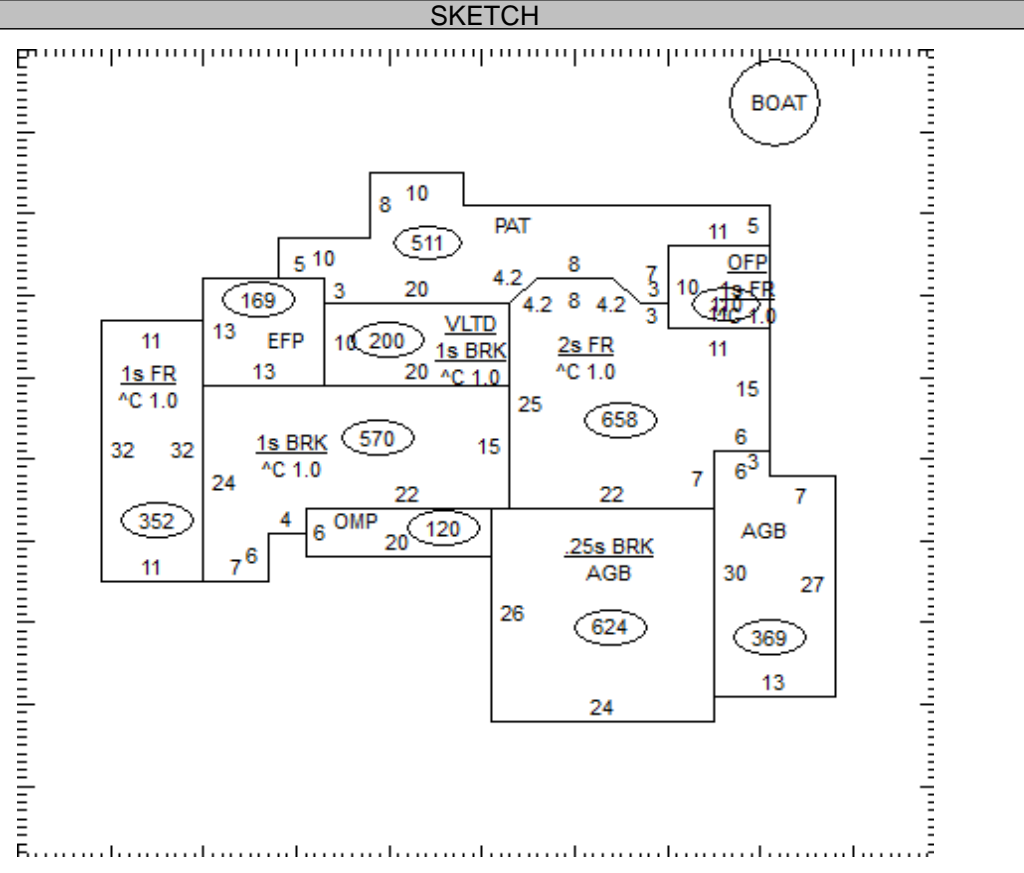 SKETCH
BOAT
10
8
PAT
11 5
511
5 10
OFP
8
7
4.2
3
10
1s FR
169
3 20
4.2 8 4.2
3
110
^C 1.0
13
EFP
10 200
VLTD
1s BRK
11
11
2s FR
^C 1.0
13
20 ^C 1.0
1s FR
^C 1.0
15
25
658
6
570
1s BRK
^C 1.0
15
32 32
6 3
24
7
7
22
22
352
4
6 OMP
120
20
AGB
.25s BRK
AGB
6
7
11
30
27
26
624
369
13
24